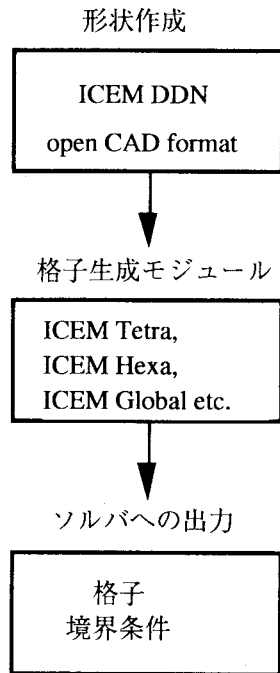 形状作成
ICEM DDN
open CAD format
格子生成モジュール
ICEM Tetra,
ICEM Hexa,
ICEM Global etc.
ソルバへの出力
格子
境界条件